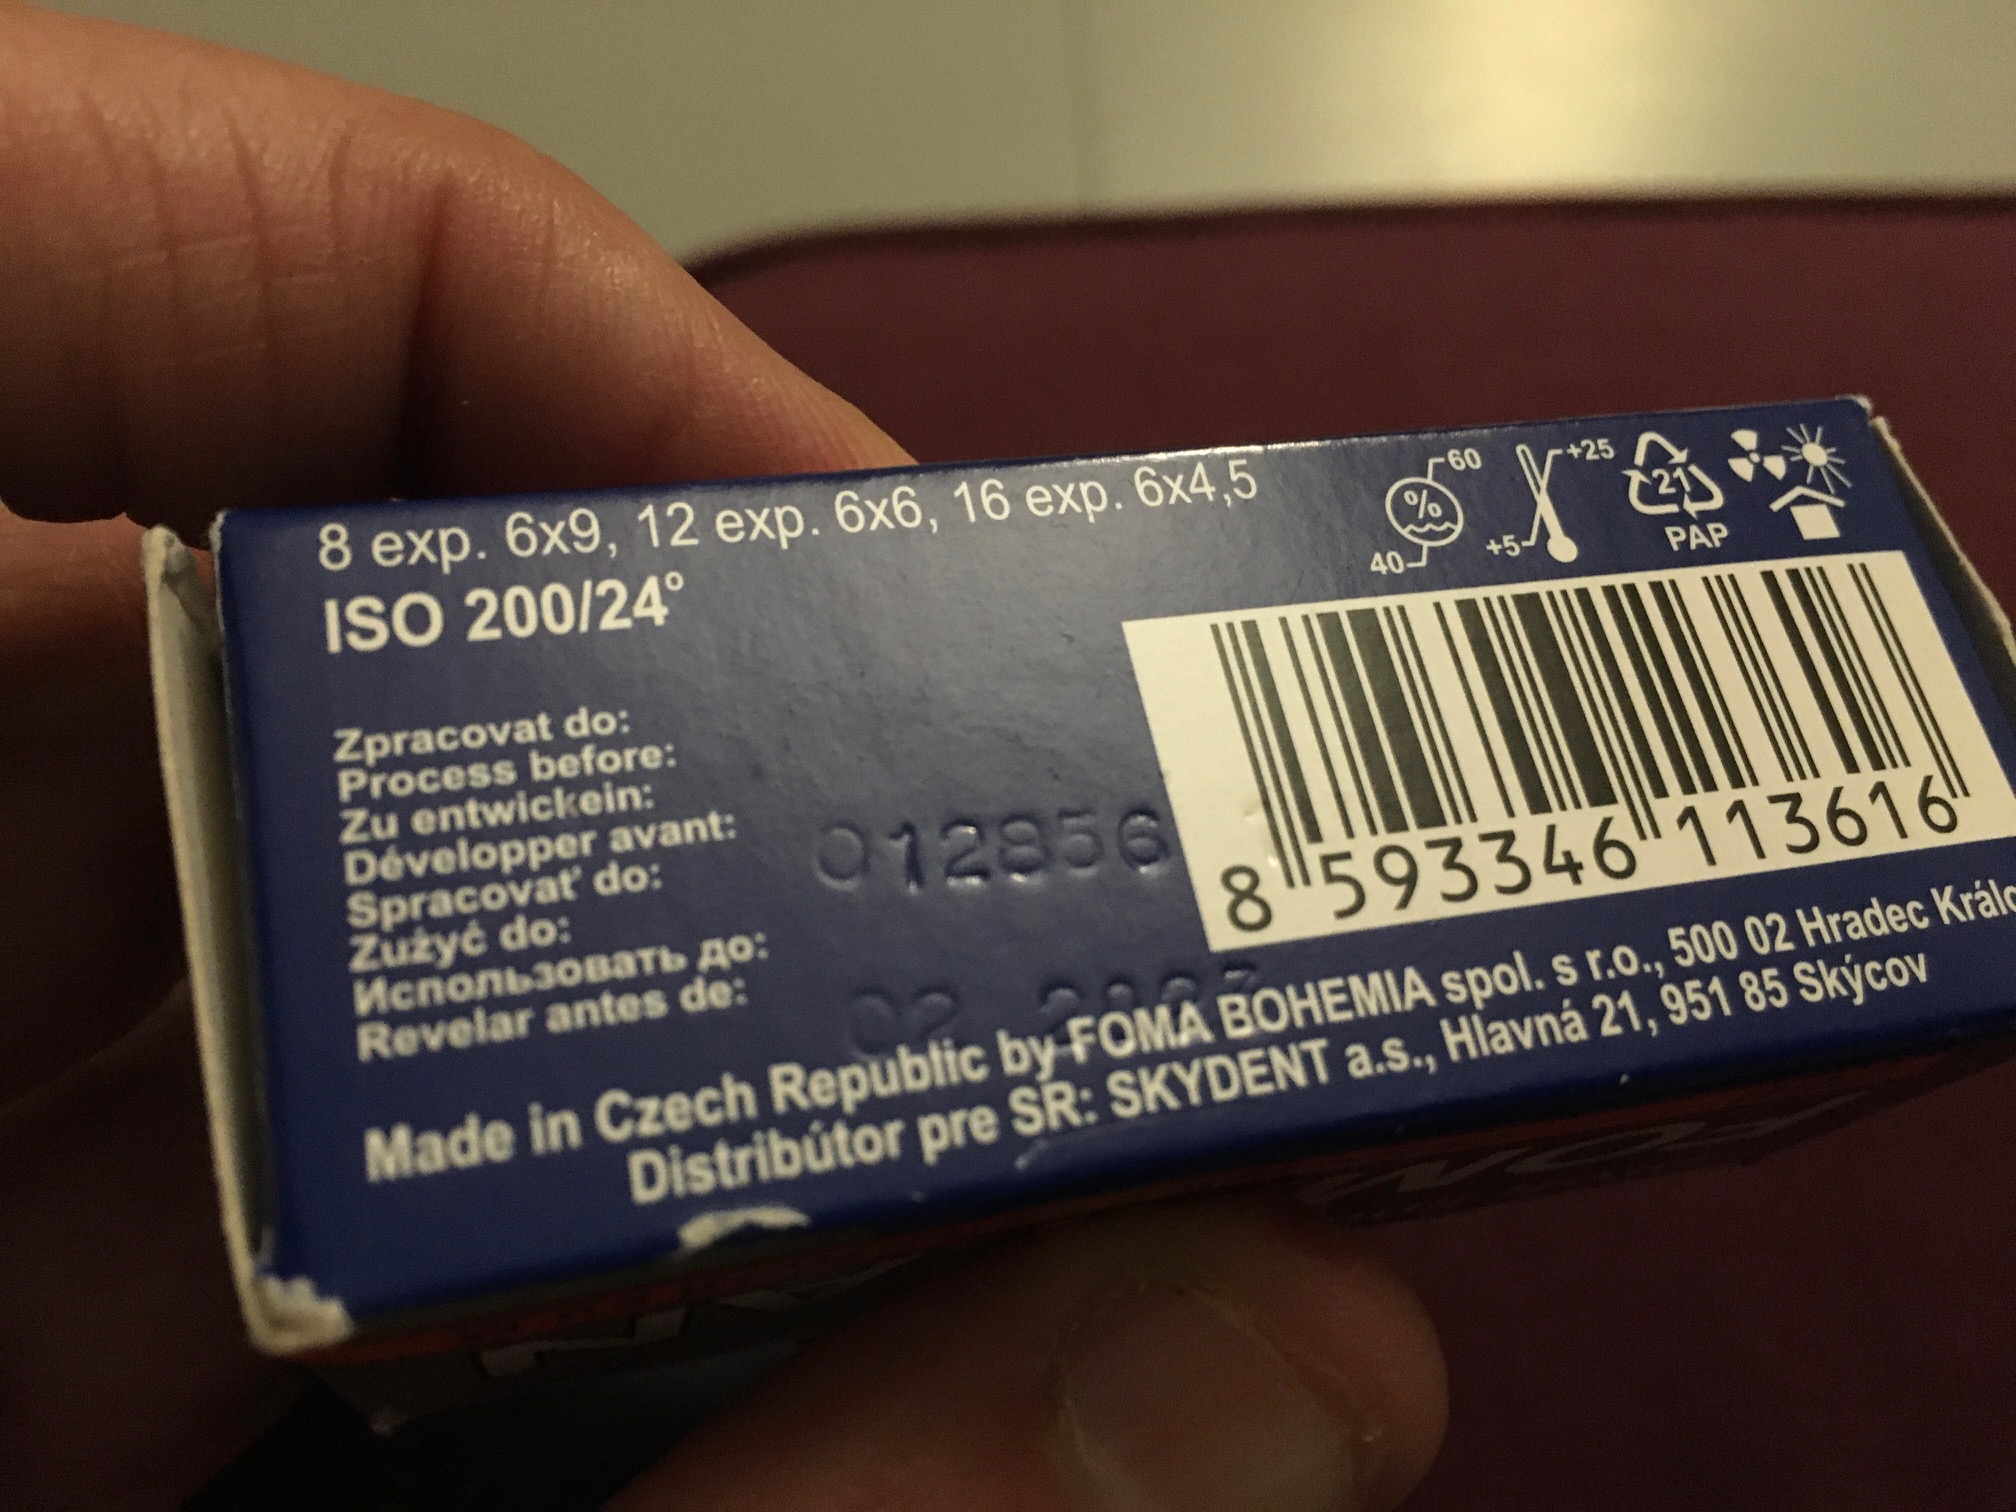 8 exp. 6x9, 12 exp. 6x6, 16 exp. 6x4,5
ISO 200/24°
60
40
%
+25
+5
21
PAP
Zpracovat do:
Process before:
Zu entwickein:
Développer avant:
Spracovať do:
Zużyć do:
Использовать до:
Revelar antes de:
012856
02
8 593346 113616
Made in Czech Republic by FOMA BOHEMIA spol. s r.o., 500 02 Hradec
Distribútor pre SR: SKYDENT a.s., Hlavná 21, 951 85 Skýcov